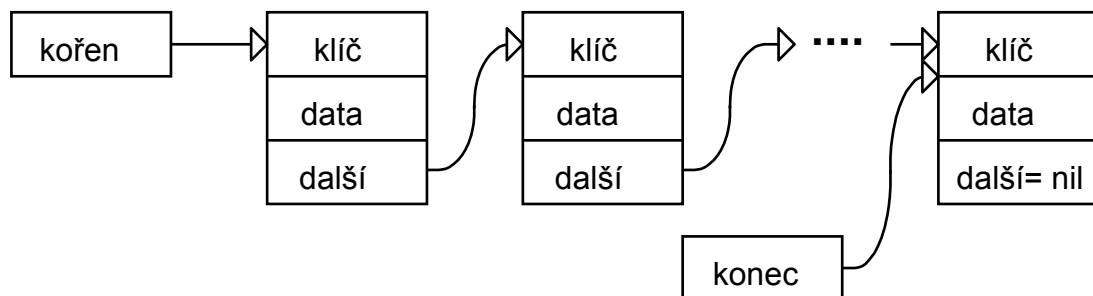 kořen
klíč
klíč
....
klíč
data
data
data
další
další
další= nil
konec